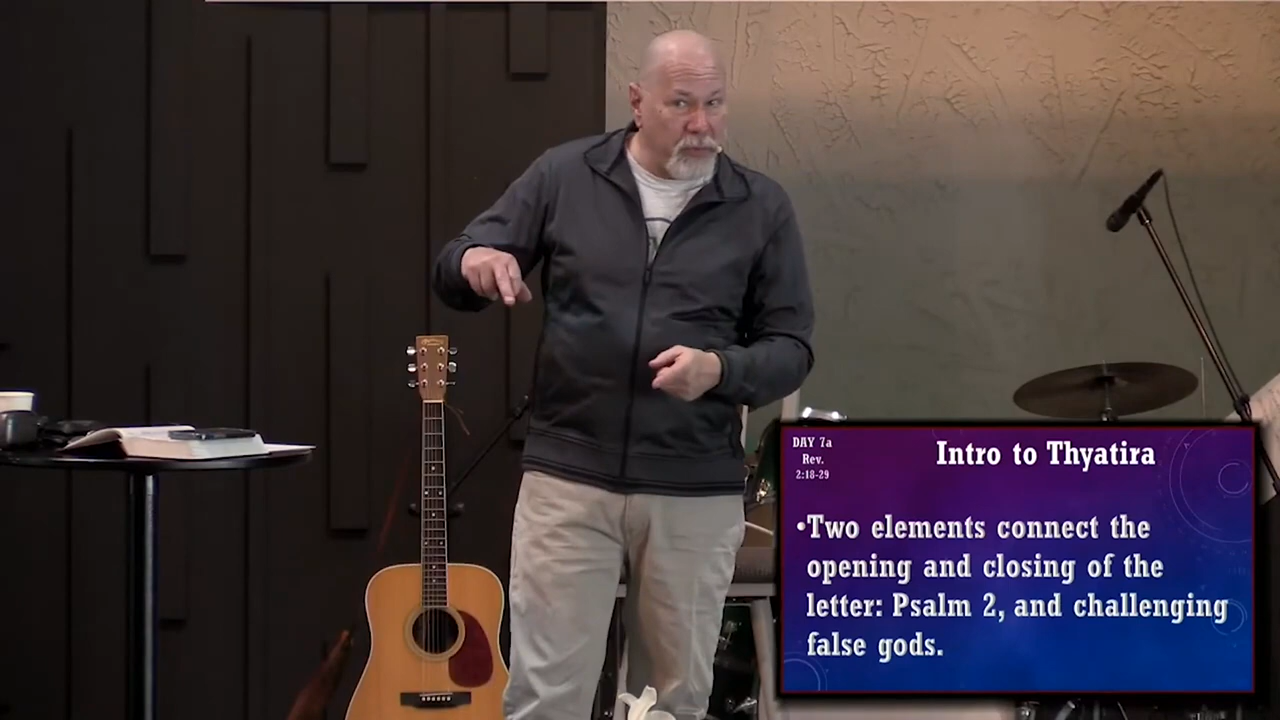 DAY 7a
Rev.
2:18-29
Intro to Thyatira
•Two elements connect the
opening and closing of the
letter: Psalm 2, and challenging
false gods.